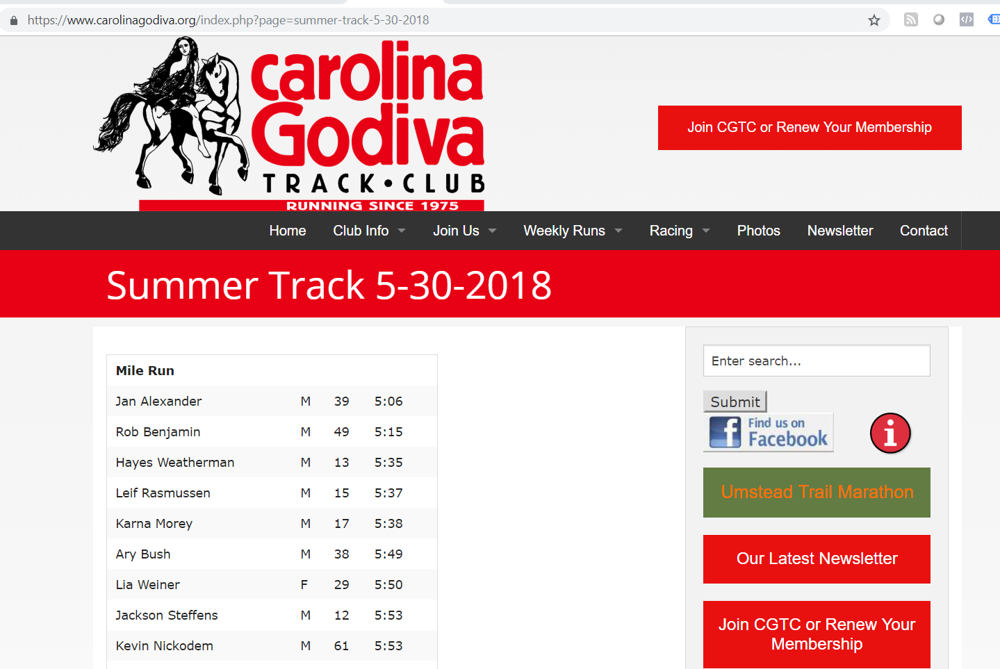 https://www.carolinagodiva.org/index.php?page=summer-track-5-30-2018
carolina
Godiva
TRACK•CLUB
RUNNING SINCE 1975
Join CGTC or Renew Your Membership
Home Club Info Join Us Weekly Runs Racing Photos Newsletter Contact
Summer Track 5-30-2018
Mile Run
Jan Alexander M 39 5:06
Rob Benjamin M 49 5:15
Hayes Weatherman M 13 5:35
Leif Rasmussen M 15 5:37
Karna Morey M 17 5:38
Ary Bush M 38 5:49
Lia Weiner F 29 5:50
Jackson Steffens M 12 5:53
Kevin Nickodem M 61 5:53
Enter search...
Submit
Find us on
Facebook
i
Umstead Trail Marathon
Our Latest Newsletter
Join CGTC or Renew Your
Membership